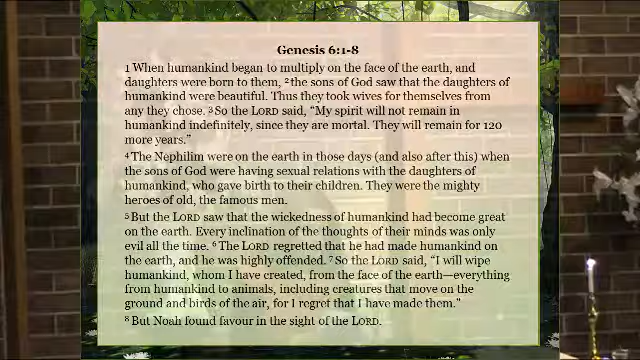 Genesis 6:1-8
1 When humankind began to multiply on the face of the earth, and
daughters were born to them, 2 the sons of God saw that the daughters of
humankind were beautiful. Thus they took wives for themselves from
any they chose. 3 So the LORD said, “My spirit will not remain in
humankind indefinitely, since they are mortal. They will remain for 120
more years.”
4 The Nephilim were on the earth in those days (and also after this) when
the sons of God were having sexual relations with the daughters of
humankind, who gave birth to their children. They were the mighty
heroes of old, the famous men.
5 But the LORD saw that the wickedness of humankind had become great
on the earth. Every inclination of the thoughts of their minds was only
evil all the time. 6 The LORD regretted that he had made humankind on
the earth, and he was highly offended. 7 So the LORD said, “I will wipe
humankind, whom I have created, from the face of the earth—everything
from humankind to animals, including creatures that move on the
ground and birds of the air, for I regret that I have made them.”
8 But Noah found favour in the sight of the LORD.